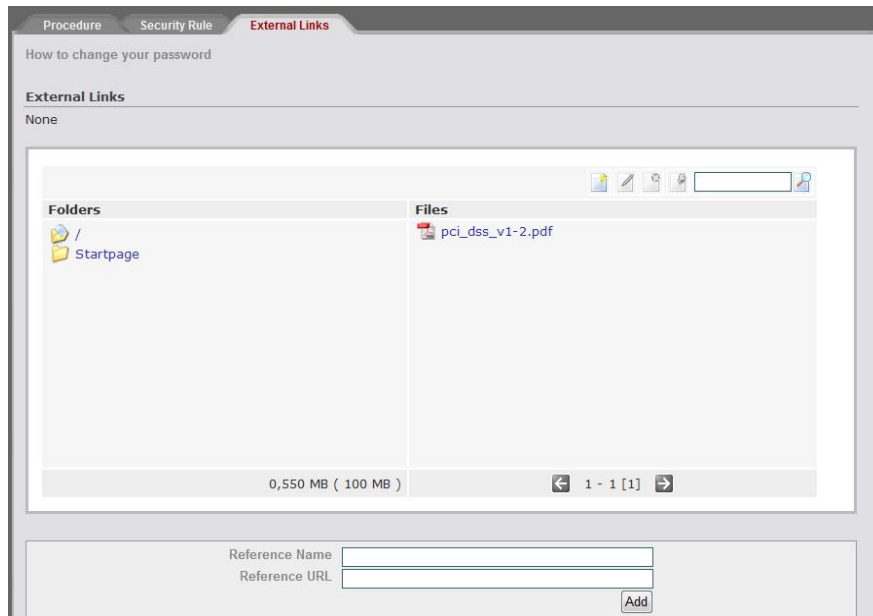 Procedure Security Rule External Links
How to change your password
External Links
None
Folders Files
/ pci_dss_v1-2.pdf
Startpage
0,550 MB ( 100 MB ) 1 - 1 [1]
Reference Name
Reference URL
Add